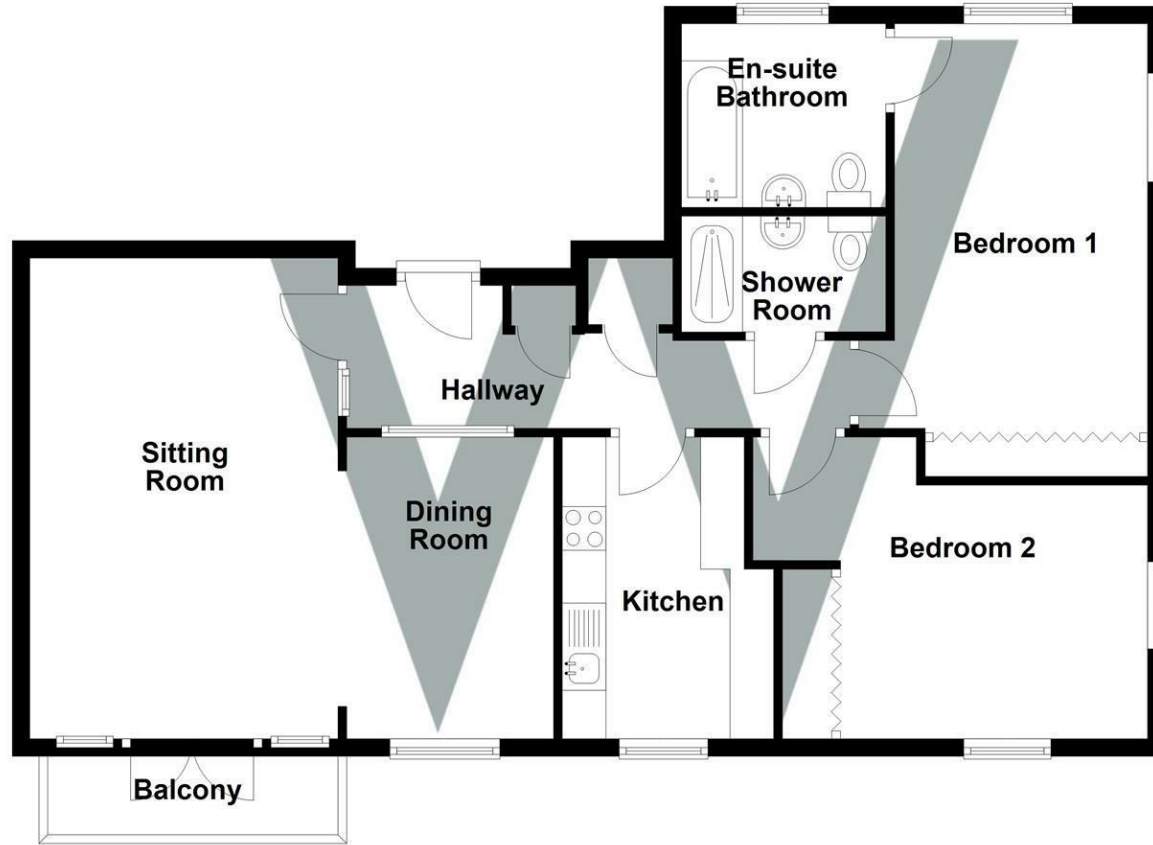 En-suite
Bathroom
Bedroom 1
Shower
Room
Hallway
Sitting
Room
Dining
Room
Bedroom 2
Kitchen
Balcony